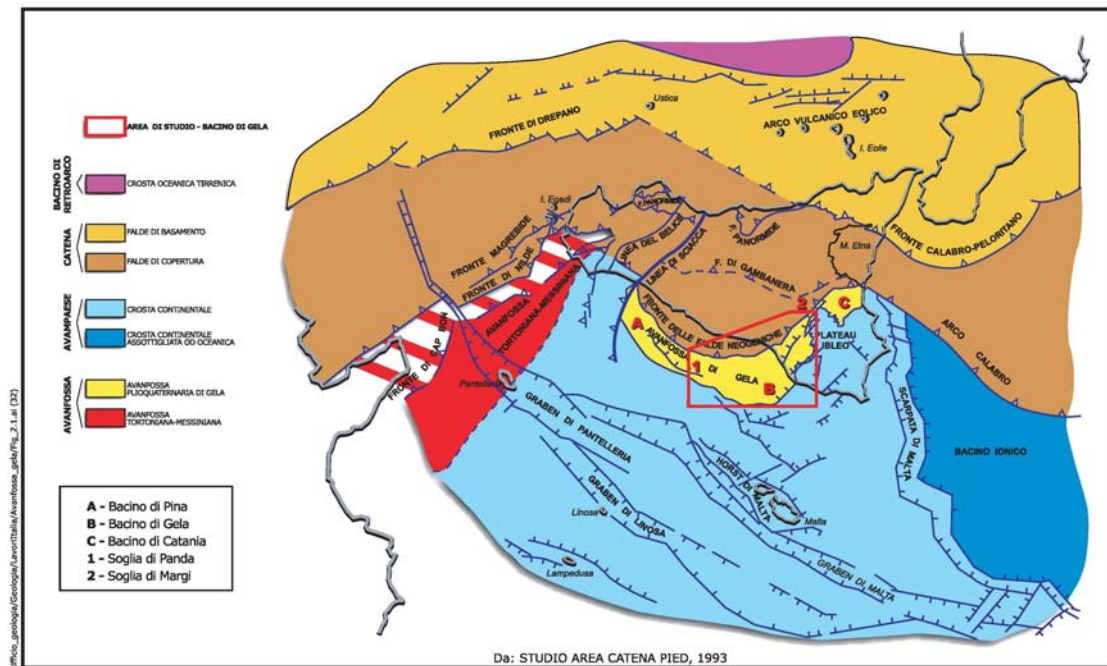 AREA DI STUDIO - BACINO DI GELA
BACINO DI
RETROARCO
CROSTA OCEANICA TIRRENICA
CATENA
FALDE DI BASAMENTO
FALDE DI COPERTURA
AVANPAESE
CROSTA CONTINENTALE
CROSTA CONTINENTALE
ASSOTTIGLIATA OD OCEANICA
AVANFOSSA
AVANFOSSA
PLIOQUATERNARIA DI GELA
AVANFOSSA
TORTONIANA-MESSINIANA
A - Bacino di Pina
B - Bacino di Gela
C - Bacino di Catania
1 - Soglia di Panda
2 - Soglia di Margi
FRONTE DI DREPANO
Ustica
ARCO VULCANICO EOLICO
I. Eolie
I. Egadi
FRONTE MAGREBIDE
FRONTE DI NILDE
F. PANORMIDE
LINEA DEL BELICE
LINEA DI SCIACCA
F. PANORMIDE
F. DI GAMBANERA
M. Etna
FRONTE CALABRO-PELORITANO
ARCO CALABRO
FRONTE DI CAP BON
AVANFOSSA
TORTONIANA-MESSINIANA
Pantelleria
FRONTE DELLE FALDE NEOGENICHE
A
AVANFOSSA DI GELA
1
B
2
C
PLATEAU
IBLEO
SCARPATA DI MALTA
BACINO IONICO
GRABEN DI PANTELLERIA
GRABEN DI LINOSA
HORST DI MALTA
Malta
GRABEN DI MALTA
Linosa
Lampedusa
Da: STUDIO AREA CATENA PIED, 1993